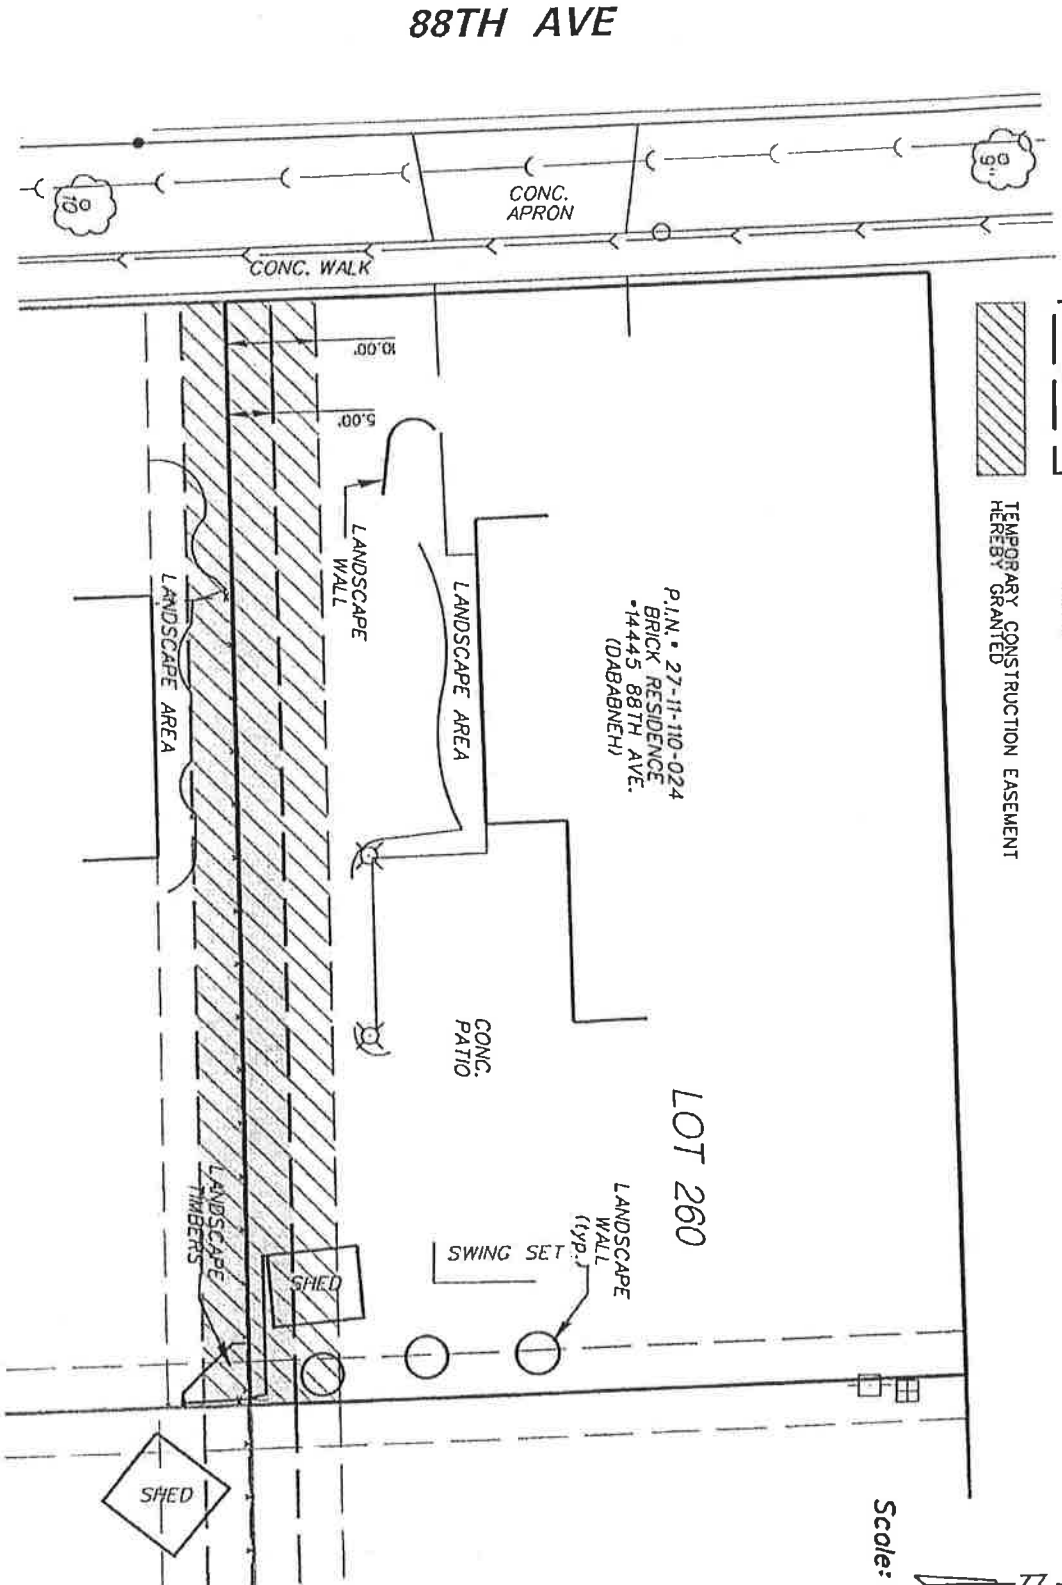 88TH AVE
CONC.
APRON
9"
10
CONC. WALK
10.00'
5.00'
TEMPORARY CONSTRUCTION EASEMENT
HEREBY GRANTED
LANDSCAPE
WALL
LANDSCAPE AREA
LANDSCAPE AREA
P.I.N. • 27-11-110-024
BRICK RESIDENCE
•14445 88TH AVE.
(DABABNEH)
CONC.
PATIO
LOT 260
LANDSCAPE
WALL
(typ.)
SWING SET
LANDSCAPE
TIMBERS
SHED
SHED
Scale: